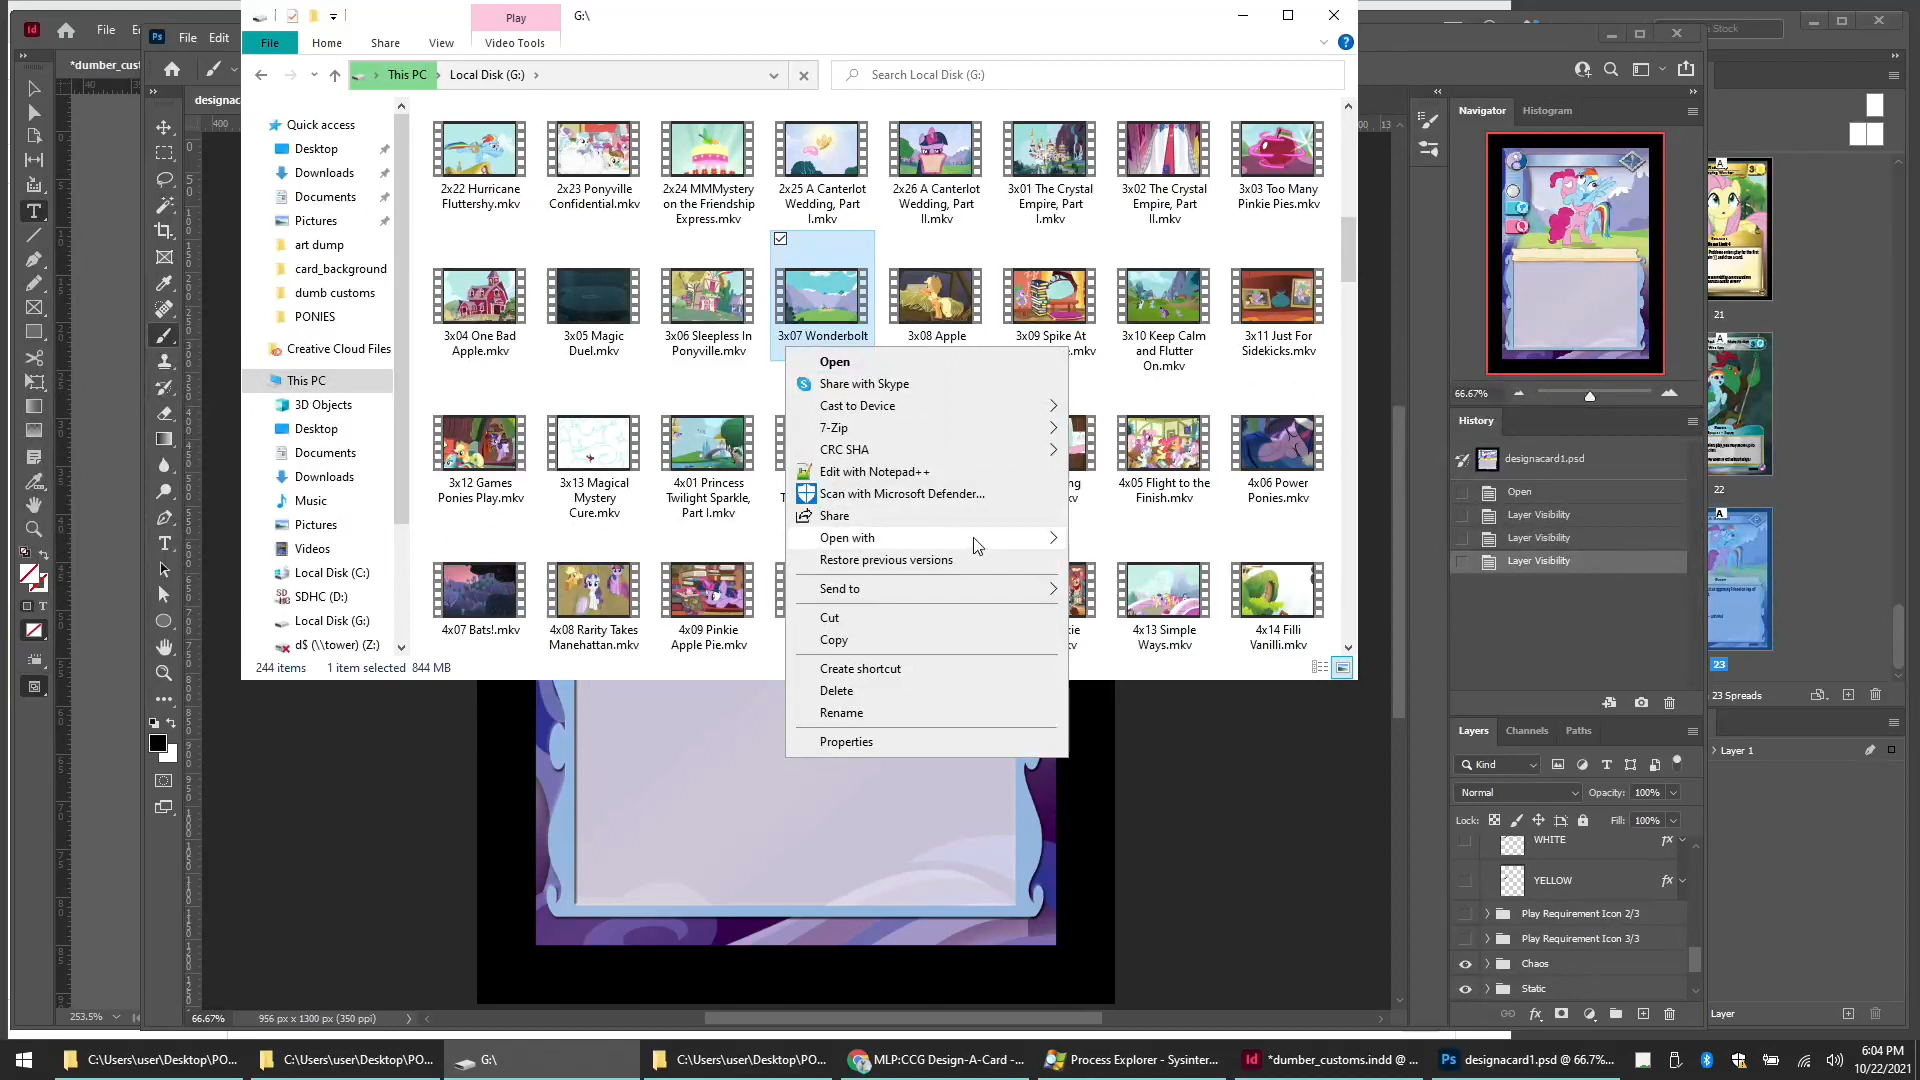 Play
G:\
File
Home
Share
View
Video Tools
This PC
Local Disk (G:)
Search Local Disk (G:)
File
File
Edit
*dumber_cust
designac
Quick access
Desktop
Downloads
Documents
Pictures
art dump
card_background
dumb customs
PONIES
Creative Cloud Files
This PC
3D Objects
Desktop
Documents
Downloads
Music
Pictures
Videos
Local Disk (C:)
SDHC (D:)
Local Disk (G:)
d$ (\\tower) (Z:)
2x22 Hurricane
Fluttershy.mkv
2x23 Ponyville
Confidential.mkv
2x24 MMMystery
on the Friendship
Express.mkv
2x25 A Canterlot
Wedding, Part
I.mkv
2x26 A Canterlot
Wedding, Part
II.mkv
3x01 The Crystal
Empire, Part
I.mkv
3x02 The Crystal
Empire, Part
II.mkv
3x03 Too Many
Pinkie Pies.mkv
3x04 One Bad
Apple.mkv
3x05 Magic
Duel.mkv
3x06 Sleepless In
Ponyville.mkv
3x07 Wonderbolt
3x08 Apple
3x09 Spike At
e.mkv
3x10 Keep Calm
and Flutter
On.mkv
3x11 Just For
Sidekicks.mkv
3x12 Games
Ponies Play.mkv
3x13 Magical
Mystery
Cure.mkv
4x01 Princess
Twilight Sparkle,
Part I.mkv
4x05 Flight to the
Finish.mkv
4x06 Power
Ponies.mkv
4x07 Bats!.mkv
4x08 Rarity Takes
Manehattan.mkv
4x09 Pinkie
Apple Pie.mkv
4x13 Simple
Ways.mkv
4x14 Filli
Vanilli.mkv
Open
Share with Skype
Cast to Device
7-Zip
CRC SHA
Edit with Notepad++
Scan with Microsoft Defender...
Share
Open with
Restore previous versions
Send to
Cut
Copy
Create shortcut
Delete
Rename
Properties
244 items
1 item selected 844 MB
Stock
Navigator
Histogram
66.67%
History
designacard1.psd
Open
Layer Visibility
Layer Visibility
Layer Visibility
21
22
23
23 Spreads
Layers
Channels
Paths
Kind
Normal
Opacity: 100%
Lock:
Fill: 100%
WHITE
YELLOW
Play Requirement Icon 2/3
Play Requirement Icon 3/3
Chaos
Static
Layer 1
Layer
253.5%
66.67%
956 px x 1300 px (350 ppi)
C:\Users\user\Desktop\PO...
C:\Users\user\Desktop\PO...
G:\
C:\Users\user\Desktop\PO...
MLP:CCG Design-A-Card -...
Process Explorer - Sysinter...
*dumber_customs.indd @ ...
designacard1.psd @ 66.7%...
6:04 PM
10/22/2021